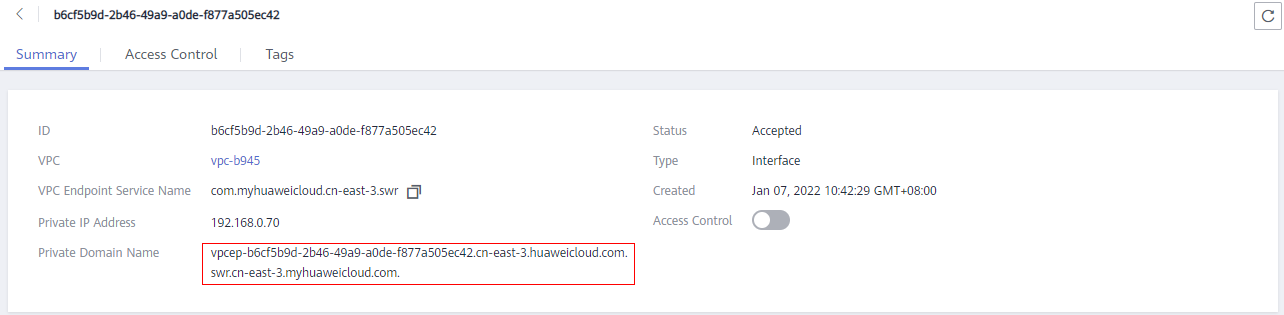 b6cf5b9d-2b46-49a9-a0de-f877a505ec42
Summary
Access Control
Tags
ID b6cf5b9d-2b46-49a9-a0de-f877a505ec42
Status Accepted
VPC vpc-b945
Type Interface
VPC Endpoint Service Name com.myhuaweicloud.cn-east-3.swr
Created Jan 07, 2022 10:42:29 GMT+08:00
Private IP Address 192.168.0.70
Access Control
Private Domain Name vpcep-b6cf5b9d-2b46-49a9-a0de-f877a505ec42.cn-east-3.huaweicloud.com.
swr.cn-east-3.myhuaweicloud.com.